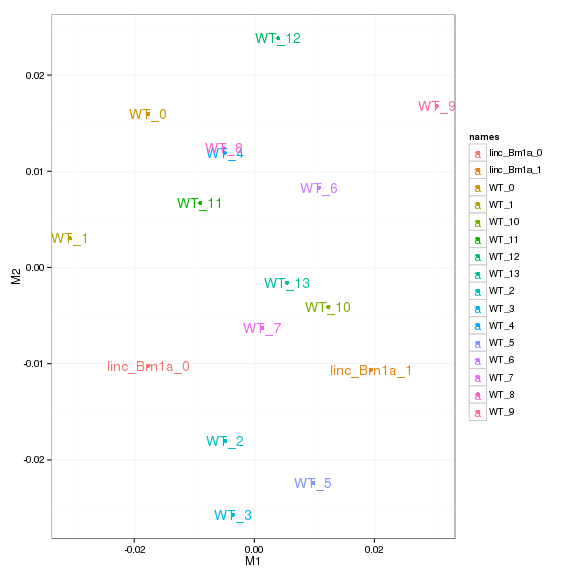 WT_12
0.02
WT_9
WT_0
names
WT_8
linc_Brn1a_0
WT_4
linc_Brn1a_1
0.01
WT_0
WT_6
WT_1
WT_11
WT_10
WT_1
WT_11
WT_12
M2
0.00
WT_13
WT_13
WT_2
WT_10
WT_3
WT_7
WT_4
WT_5
-0.01
linc_Brn1a_0
linc_Brn1a_1
WT_6
WT_7
WT_8
WT_9
WT_2
-0.02
WT_5
WT_3
-0.02
0.00
0.02
M1